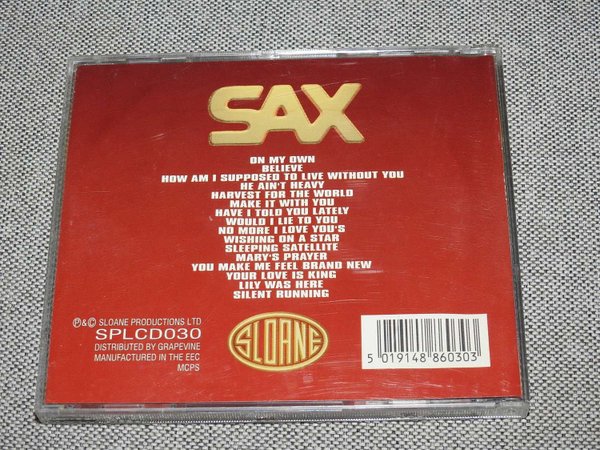 SAX
ON MY OWN
BELIEVE
HOW AM I SUPPOSED TO LIVE WITHOUT YOU
HE AIN'T HEAVY
HARVEST FOR THE WORLD
MAKE IT WITH YOU
HAVE I TOLD YOU LATELY
WOULD I LIE TO YOU
NO MORE I LOVE YOU'S
WISHING ON A STAR
SLEEPING SATELLITE
MARY'S PRAYER
YOU MAKE ME FEEL BRAND NEW
YOUR LOVE IS KING
LILY WAS HERE
SILENT RUNNING
℗&© SLOANE PRODUCTIONS LTD
SPLCD030
DISTRIBUTED BY GRAPEVINE
MANUFACTURED IN THE EEC
MCPS
SLOANE
5 019148 860303